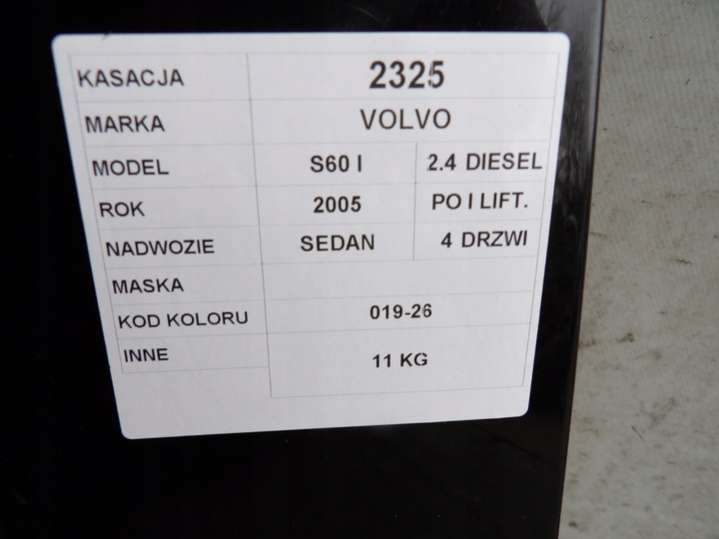 KASACJA 2325
MARKA VOLVO
MODEL S60 I 2.4 DIESEL
ROK 2005 PO I LIFT.
NADWOZIE SEDAN 4 DRZWI
MASKA
KOD KOLORU 019-26
INNE 11 KG